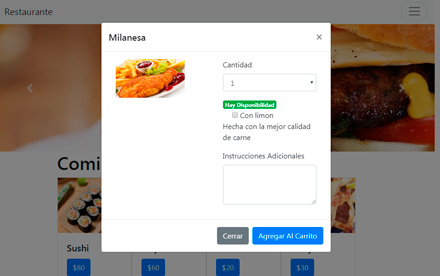 Restaurante
Milanesa
×
Cantidad
1
Hay Disponibilidad
Con limon
Hecha con la mejor calidad
de carne
Instrucciones Adicionales
Cerrar
Agregar Al Carrito
Comi
Sushi
$80
$60
$20
$30